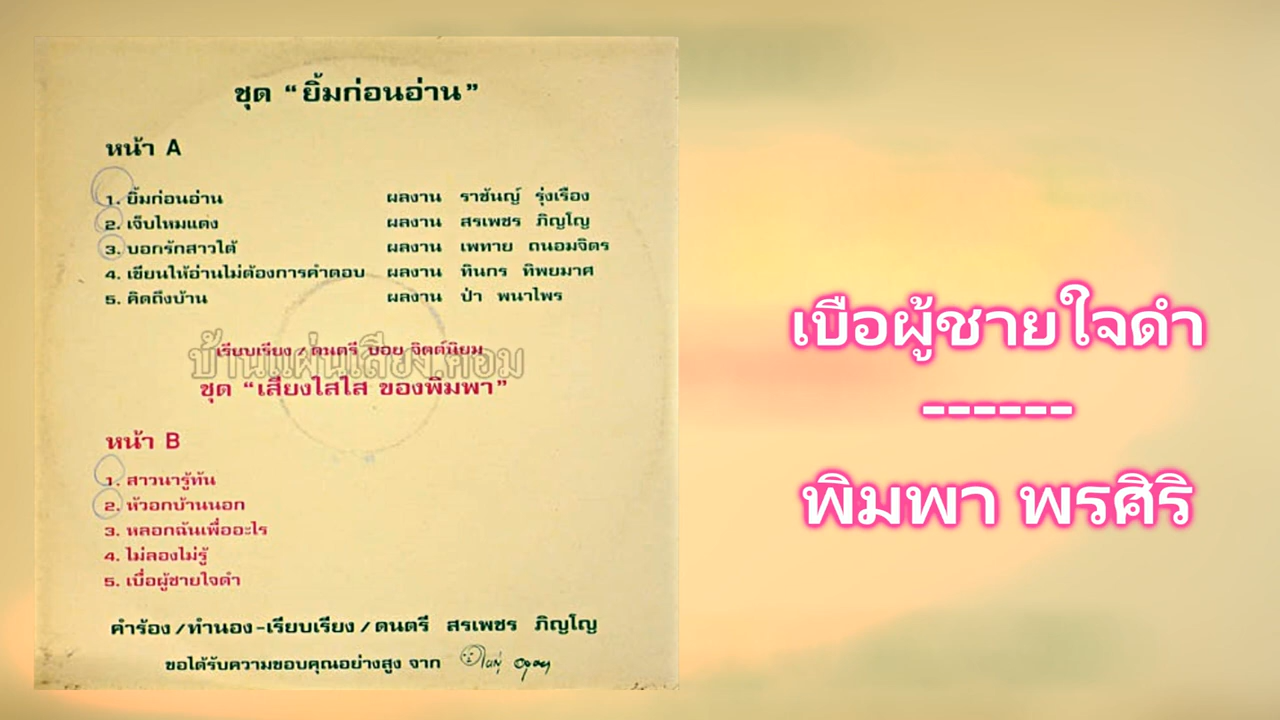 ชุด “ยิ้มก่อนอ่าน”
หน้า A
1. ยิ้มก่อนอ่าน ผลงาน ราชันญ์ รุ่งเรือง
2. เจ็บไหมแดง ผลงาน สรเพชร ภิญโญ
3. บอกรักสาวใต้ ผลงาน เพทาย ถนอมจิตร
4. เขียนให้อ่านไม่ต้องการคำตอบ ผลงาน ทินกร ทิพยมาศ
5. คิดถึงบ้าน ผลงาน ป๋า พนาไพร
เรียบเรียง/ดนตรี บอย จิตต์นิยม
บ้านแผ่นเสียง.คอม
ชุด “เสียงใสใส ของพิมพา”
หน้า B
1. สาวนารู้ทัน
2. หัวอกบ้านนอก
3. หลอกฉันเพื่ออะไร
4. ไม่ลองไม่รู้
5. เบื่อผู้ชายใจดำ
คำร้อง/ทำนอง-เรียบเรียง/ดนตรี สรเพชร ภิญโญ
ขอได้รับความขอบคุณอย่างสูง จาก
เบือผู้ชายใจดำ
------
พิมพา พรศิริ